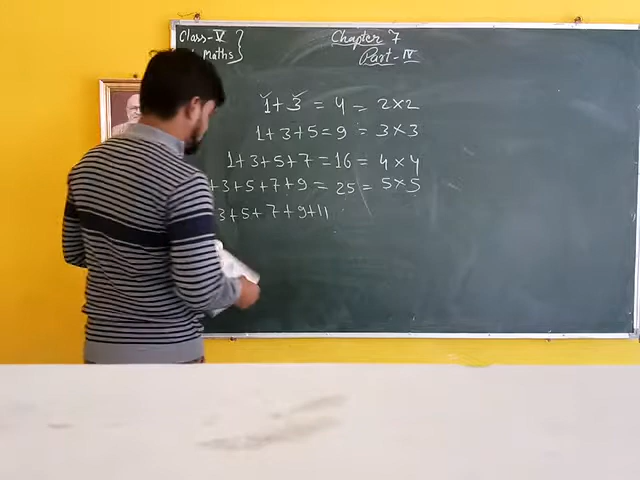 Class-V
Maths
Chapter 7
Part-IV
1+3 = 4 = 2×2
1+3+5=9 = 3×3
1+3+5+7 =16 = 4×4
+3+5+7+9 = 25 = 5×5
3+5+7+9+11